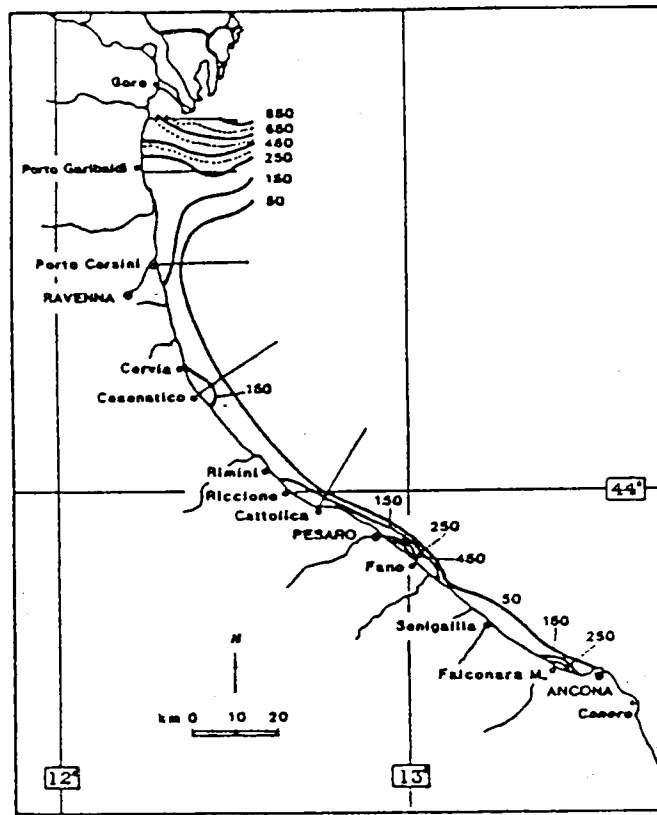 Goro
850
650
450
250
Porto Garibaldi
150
50
Porto Corsini
RAVENNA
Cervia
Cesenatico
150
Rimini
Riccione
44°
Cattolica
150
PESARO
250
Fano
450
50
Senigallia
150
250
N
Falconara M.
ANCONA
Conero
km 0 10 20
12°
13°